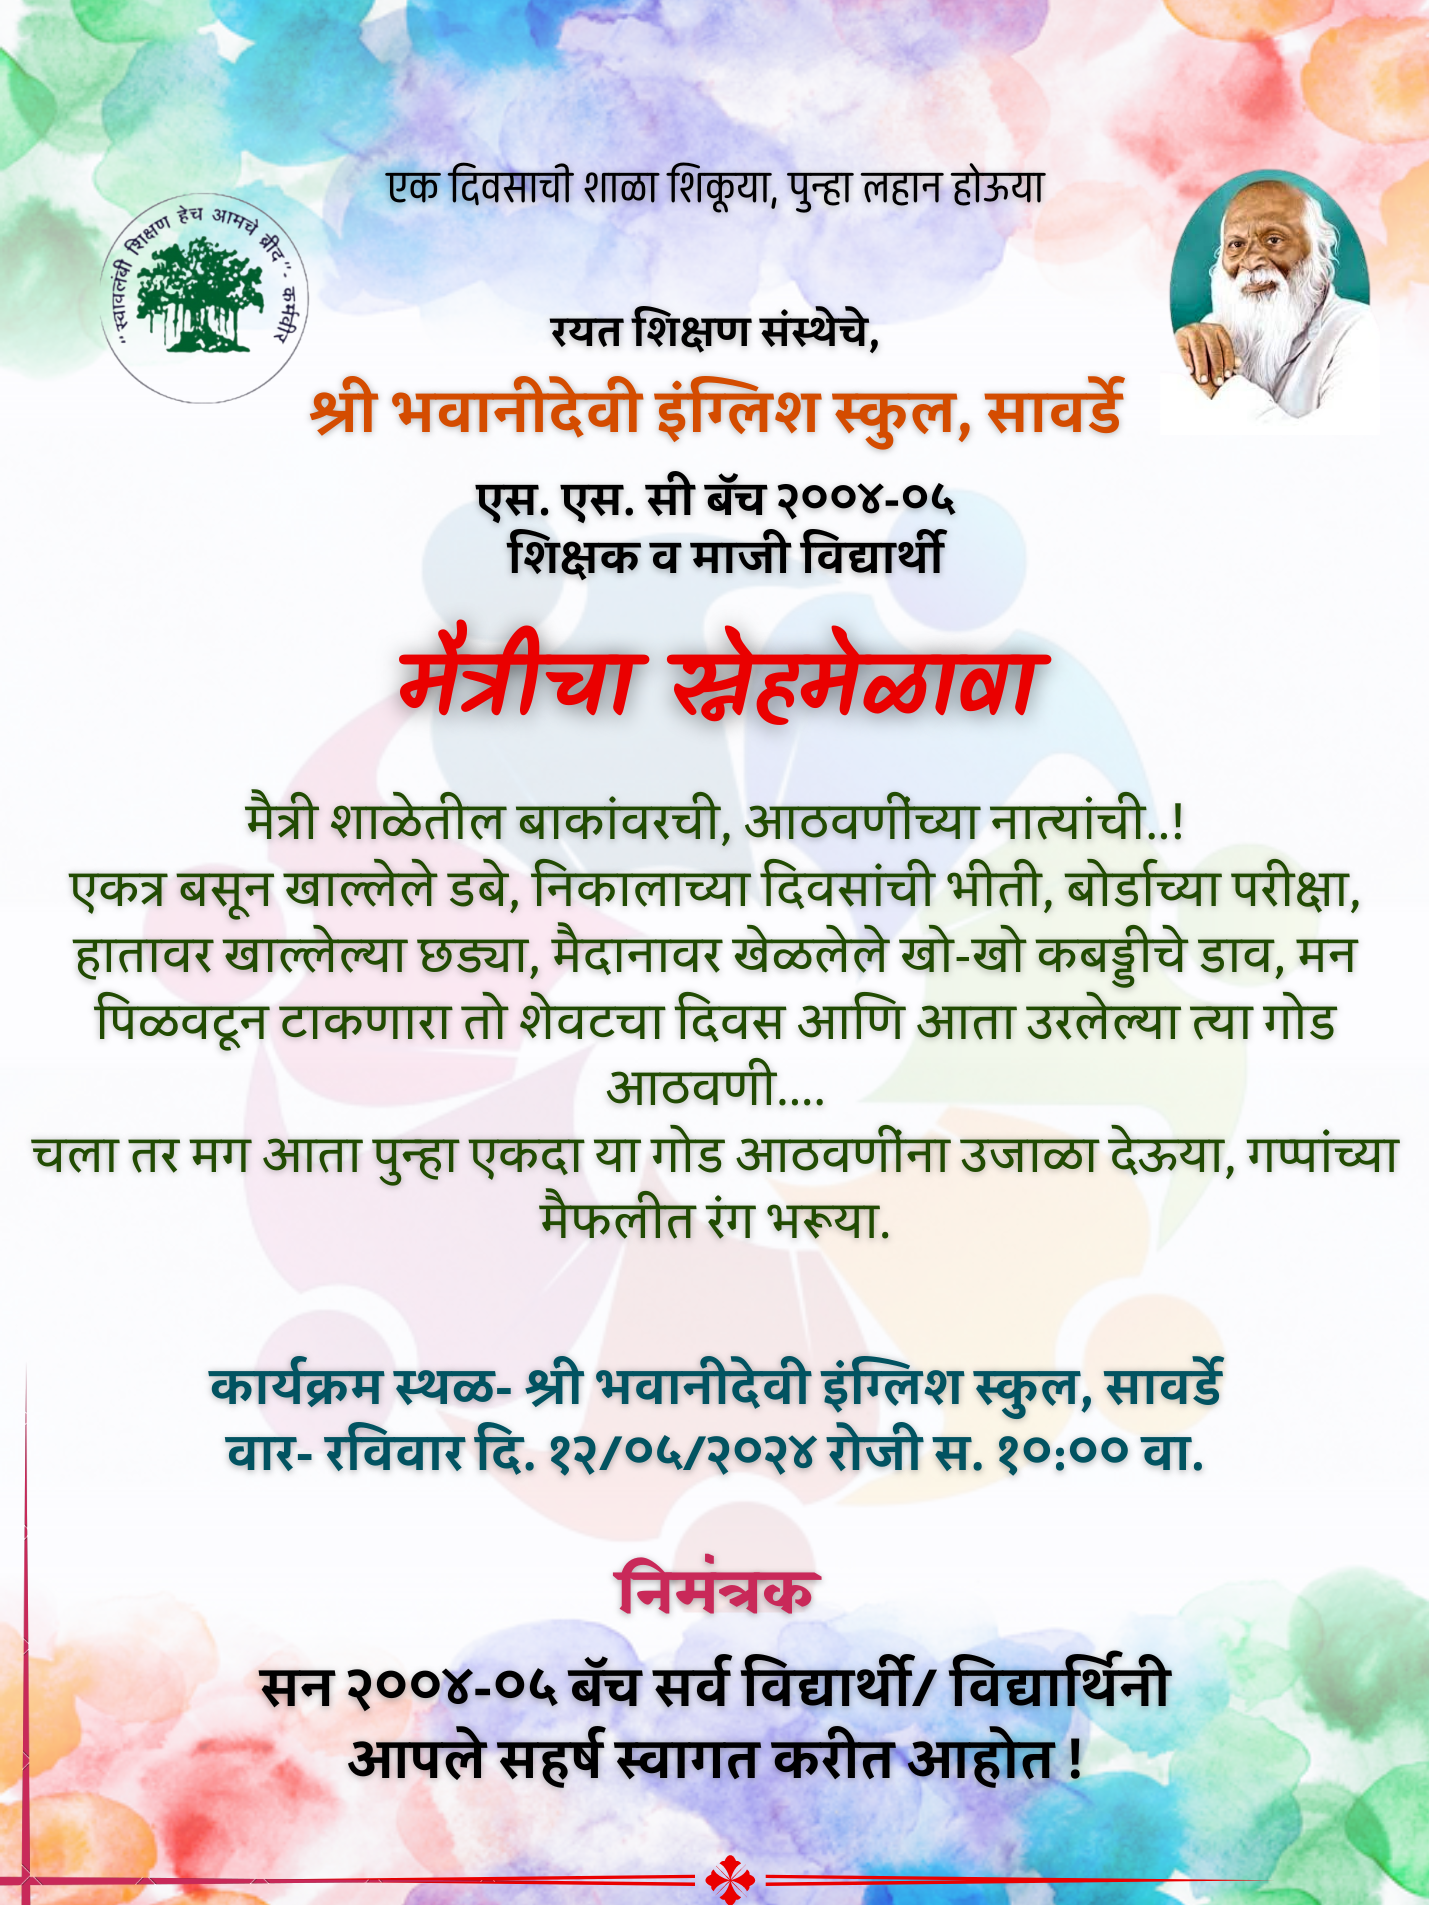 एक दिवसाची शाळा शिकूया, पुन्हा लहान होऊया
"स्वावलंबी शिक्षण हेच आमचे ब्रीद"- कर्मवीर
रयत शिक्षण संस्थेचे,
श्री भवानीदेवी इंग्लिश स्कुल, सावर्डे
एस. एस. सी बॅच २००४-०५
शिक्षक व माजी विद्यार्थी
मैत्रीचा स्नेहमेळावा
मैत्री शाळेतील बाकांवरची, आठवणींच्या नात्यांची..!
एकत्र बसून खाल्लेले डबे, निकालाच्या दिवसांची भीती, बोर्डाच्या परीक्षा,
हातावर खाल्लेल्या छड्या, मैदानावर खेळलेले खो-खो कबड्डीचे डाव, मन
पिळवटून टाकणारा तो शेवटचा दिवस आणि आता उरलेल्या त्या गोड
आठवणी....
चला तर मग आता पुन्हा एकदा या गोड आठवणींना उजाळा देऊया, गप्पांच्या
मैफलीत रंग भरूया.
कार्यक्रम स्थळ- श्री भवानीदेवी इंग्लिश स्कुल, सावर्डे
वार- रविवार दि. १२/०५/२०२४ रोजी स. १०:०० वा.
निमंत्रक
सन २००४-०५ बॅच सर्व विद्यार्थी/ विद्यार्थिनी
आपले सहर्ष स्वागत करीत आहोत !